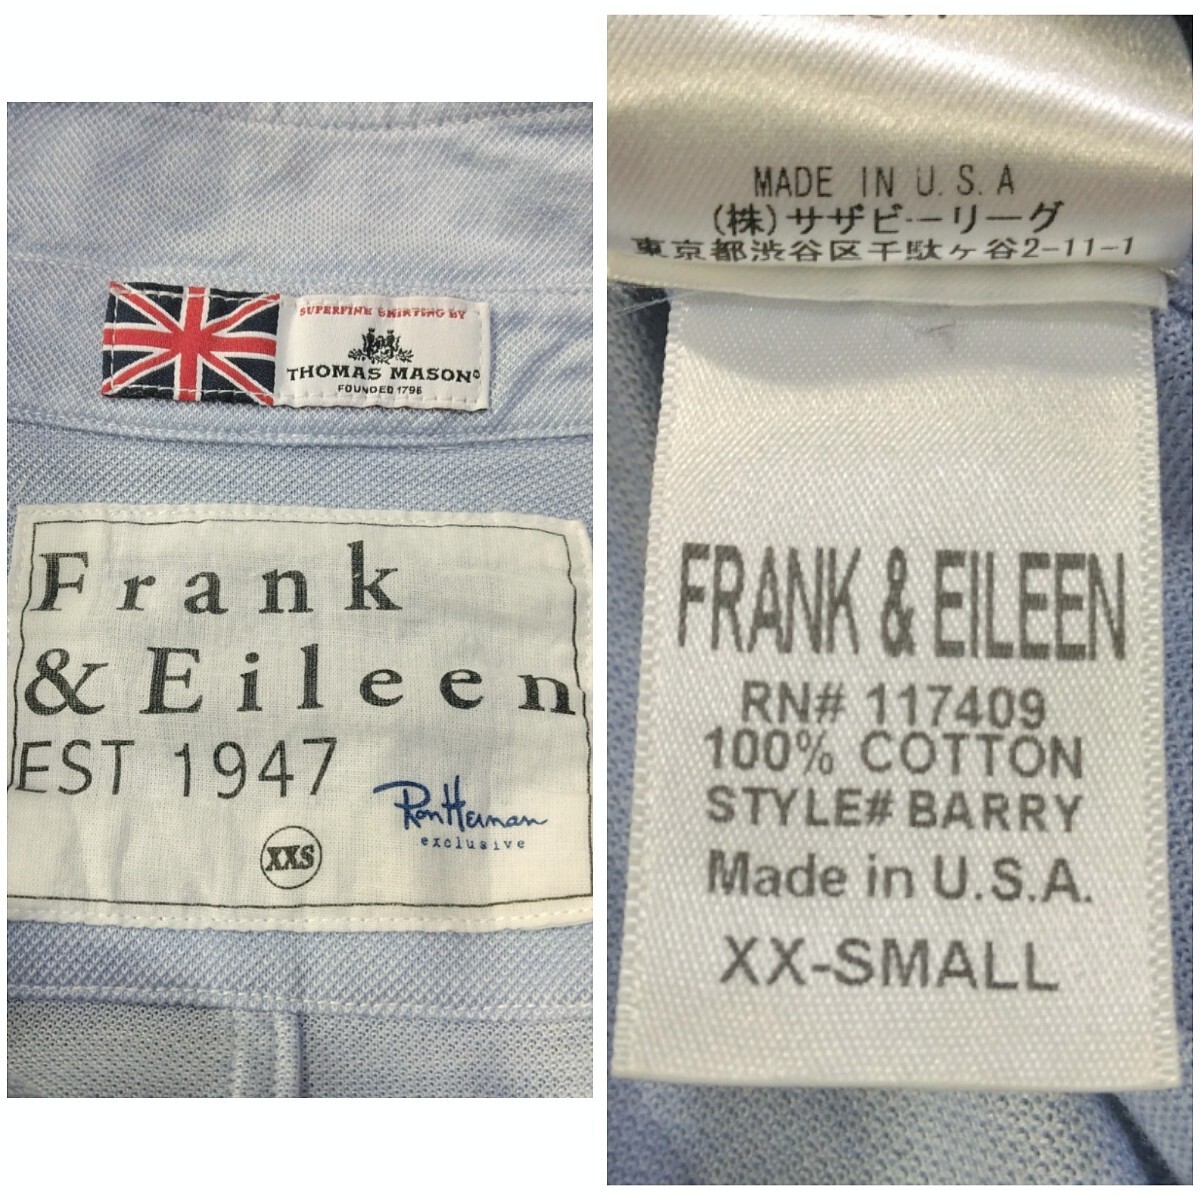 SUPERFINE SHIRTING BY
THOMAS MASON®
FOUNDED 1796
Frank
& Eileen
EST 1947
Ron Herman
exclusive
XXS
MADE IN U.S.A
(株)サザビーリーグ
東京都渋谷区千駄ヶ谷2-11-1
FRANK & EILEEN
RN# 117409
100% COTTON
STYLE# BARRY
Made in U.S.A.
XX-SMALL